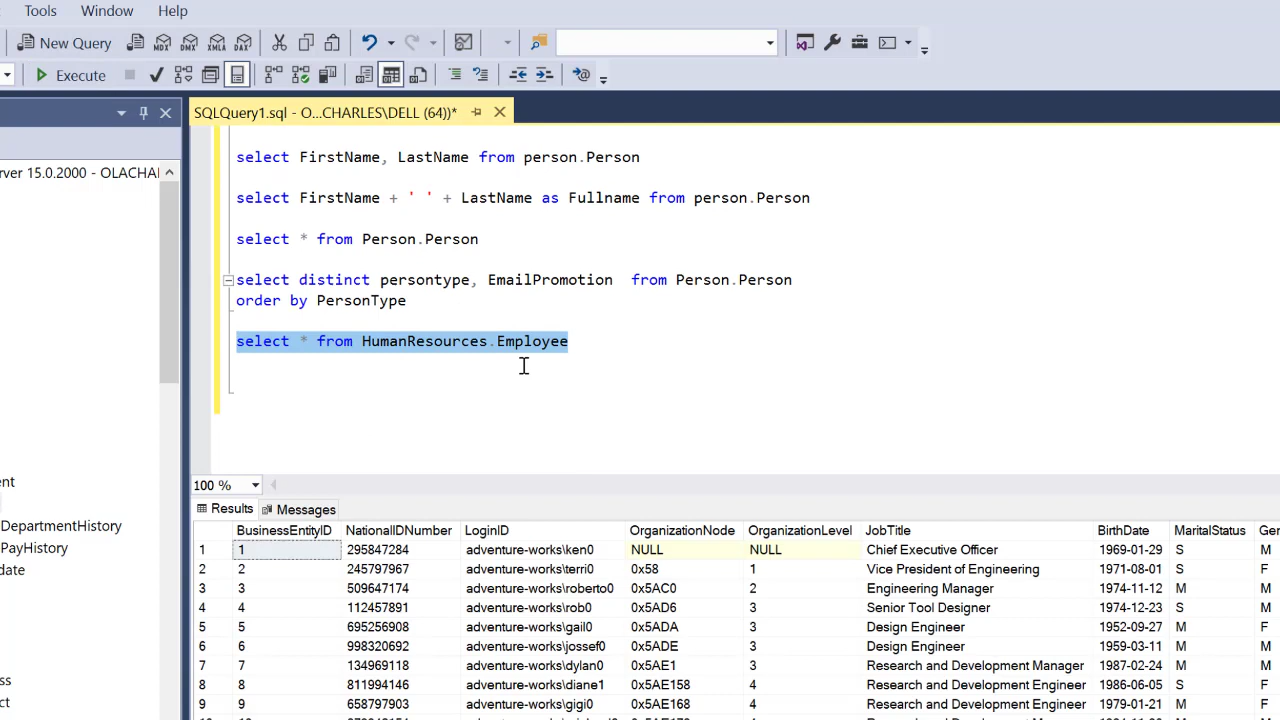 Tools Window Help
New Query MDX DMX XMLA DAX
Execute
SQLQuery1.sql - O...CHARLES\DELL (64))*
rver 15.0.2000 - OLACHAI
select FirstName, LastName from person.Person
select FirstName + ' ' + LastName as Fullname from person.Person
select * from Person.Person
select distinct persontype, EmailPromotion from Person.Person
order by PersonType
select * from HumanResources.Employee
ent
DepartmentHistory
PayHistory
date
ss
ct
100 %
Results Messages
BusinessEntityID NationalIDNumber LoginID OrganizationNode OrganizationLevel JobTitle BirthDate MaritalStatus Gen
1 1 295847284 adventure-works\ken0 NULL NULL Chief Executive Officer 1969-01-29 S M
2 2 245797967 adventure-works\terri0 0x58 1 Vice President of Engineering 1971-08-01 S F
3 3 509647174 adventure-works\roberto0 0x5AC0 2 Engineering Manager 1974-11-12 M M
4 4 112457891 adventure-works\rob0 0x5AD6 3 Senior Tool Designer 1974-12-23 S M
5 5 695256908 adventure-works\gail0 0x5ADA 3 Design Engineer 1952-09-27 M F
6 6 998320692 adventure-works\jossef0 0x5ADE 3 Design Engineer 1959-03-11 M M
7 7 134969118 adventure-works\dylan0 0x5AE1 3 Research and Development Manager 1987-02-24 M M
8 8 811994146 adventure-works\diane1 0x5AE158 4 Research and Development Engineer 1986-06-05 S F
9 9 658797903 adventure-works\gigi0 0x5AE168 4 Research and Development Engineer 1979-01-21 M F